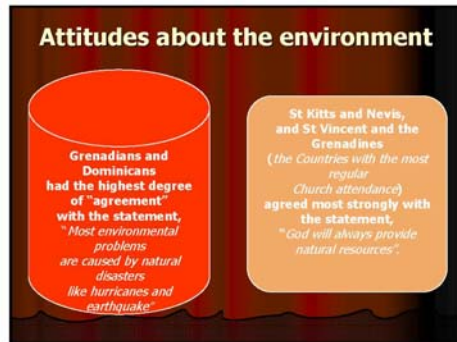 Attitudes about the environment
Grenadians and
Dominicans
had the highest degree
of “agreement”
with the statement,
“Most environmental
problems
are caused by natural
disasters
like hurricanes and
earthquake”
St Kitts and Nevis,
and St Vincent and the
Grenadines
(the Countries with the most
regular
Church attendance)
agreed most strongly with
the statement,
“God will always provide
natural resources”.